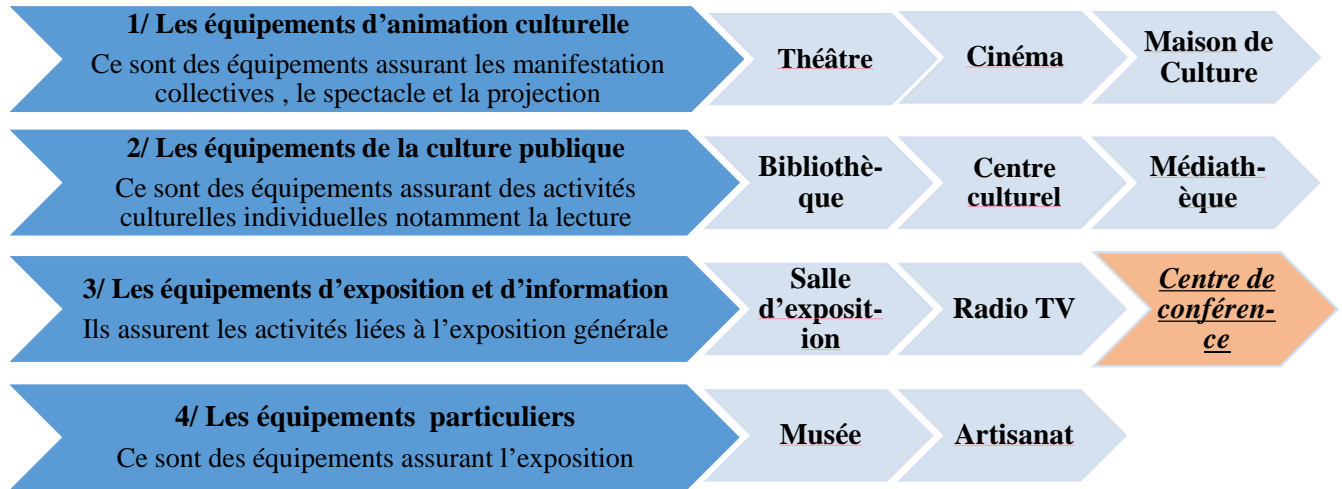 1/ Les équipements d’animation culturelle
Ce sont des équipements assurant les manifestation
collectives , le spectacle et la projection
Théâtre
Cinéma
Maison de
Culture
2/ Les équipements de la culture publique
Ce sont des équipements assurant des activités
culturelles individuelles notamment la lecture
Bibliothè-
que
Centre
culturel
Médiath-
èque
3/ Les équipements d’exposition et d’information
Ils assurent les activités liées à l’exposition générale
Salle
d’exposit-
ion
Radio TV
Centre de
conféren-
ce
4/ Les équipements particuliers
Ce sont des équipements assurant l’exposition
Musée
Artisanat